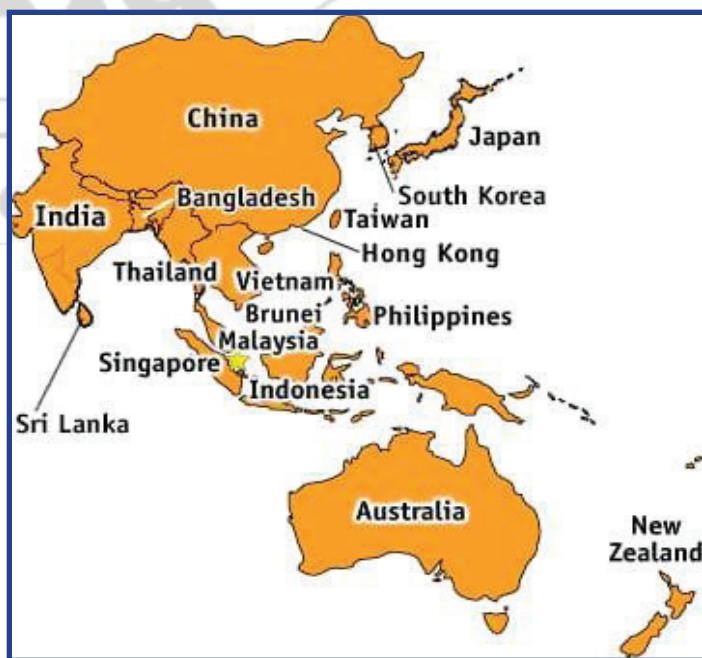 China
Japan
South Korea
Bangladesh
India
Taiwan
Hong Kong
Thailand
Vietnam
Brunei
Philippines
Malaysia
Singapore
Indonesia
Sri Lanka
Australia
New
Zealand